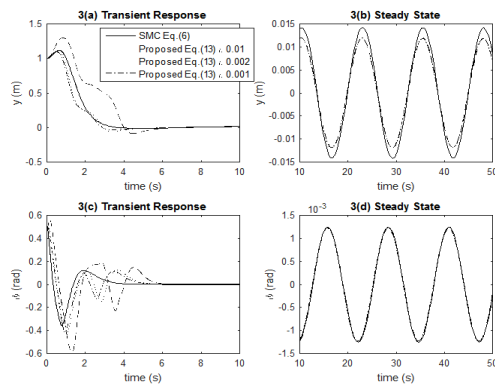 3(a) Transient Response
SMC Eq.(6)
Proposed Eq.(13) ι 0.01
Proposed Eq.(13) ι 0.002
Proposed Eq.(13) ι 0.001
1.5
1
0.5
0
-0.5
y (m)
0 2 4 6 8 10
time (s)
3(b) Steady State
0.015
0.01
0.005
0
-0.005
-0.01
-0.015
y (m)
10 20 30 40 50
time (s)
3(c) Transient Response
0.6
0.4
0.2
0
-0.2
-0.4
-0.6
(rad)
0 2 4 6 8 10
time (s)
3(d) Steady State
10⁻³
1.5
1
0.5
0
-0.5
-1
-1.5
10 20 30 40 50
time (s)